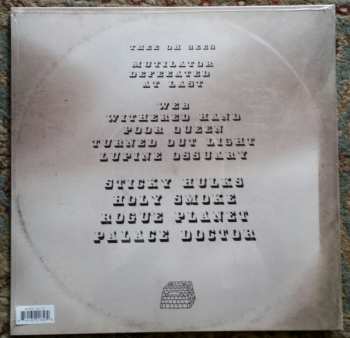 THEE OH SEES
MUTILATOR
DEFEATED
AT LAST
WEB
WITHERED HAND
POOR QUEEN
TURNED OUT LIGHT
LUPINE OSSUARY
STICKY HULKS
HOLY SMOKE
ROGUE PLANET
PALACE DOCTOR